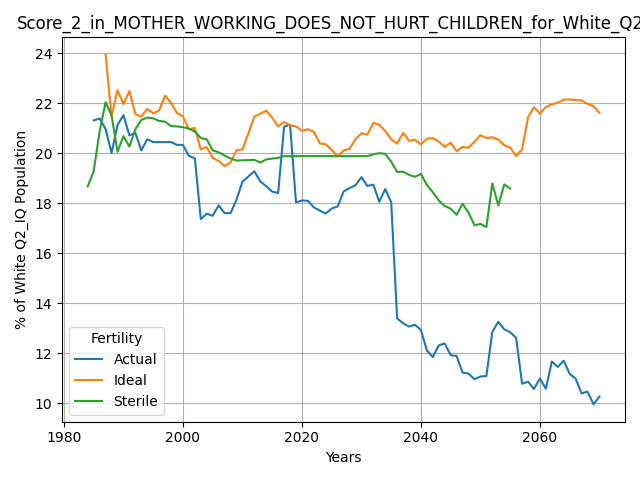 Score_2_in_MOTHER_WORKING_DOES_NOT_HURT_CHILDREN_for_White_Q2
24
22
20
18
16
14
12
10
% of White Q2_IQ Population
Fertility
Actual
Ideal
Sterile
1980
2000
2020
2040
2060
Years